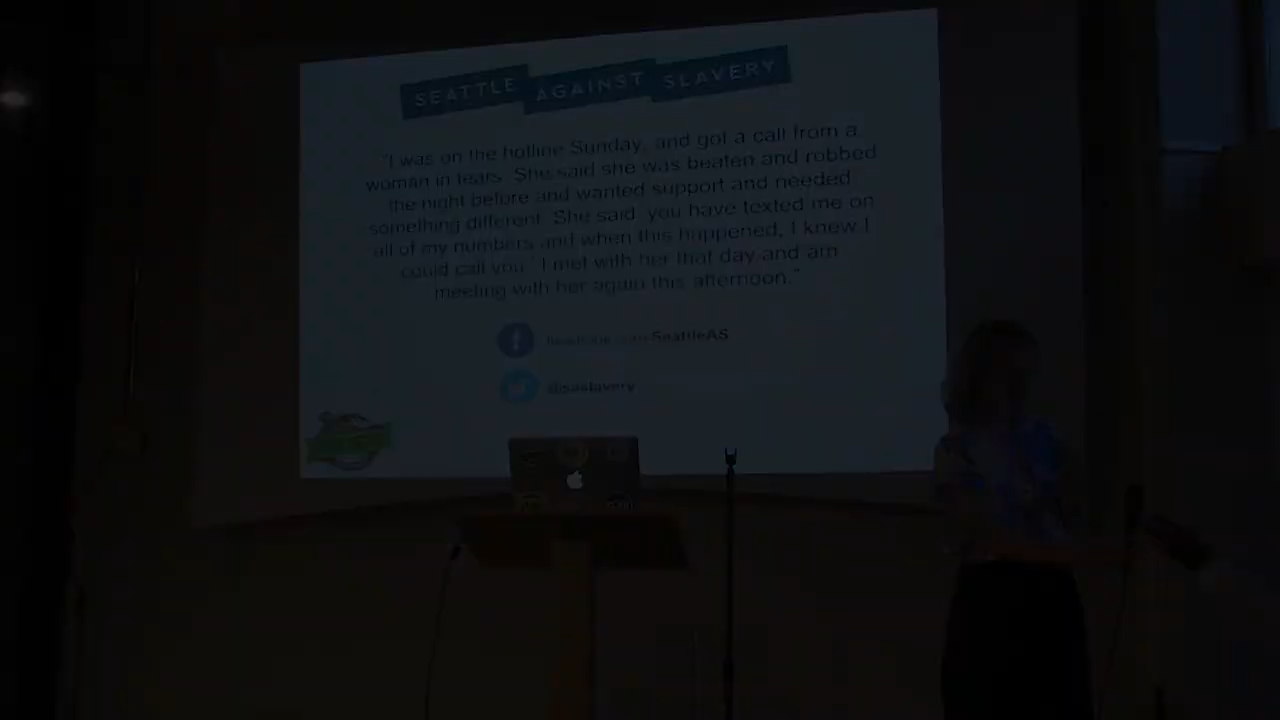 SEATTLE AGAINST SLAVERY
"I was on the hotline Sunday, and got a call from a
woman in tears. She said she was beaten and robbed
the night before and wanted support and needed
something different. She said, you have texted me on
all of my numbers and when this happened, I knew I
could call you.' I met with her that day and am
meeting with her again this afternoon."
SeattleAS